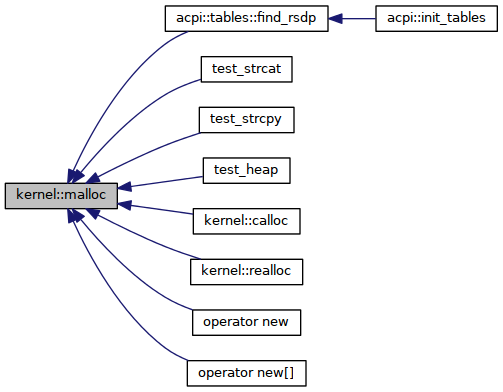 acpi::tables::find_rsdp
acpi::init_tables
test_strcat
test_strcpy
test_heap
kernel::malloc
kernel::calloc
kernel::realloc
operator new
operator new[]